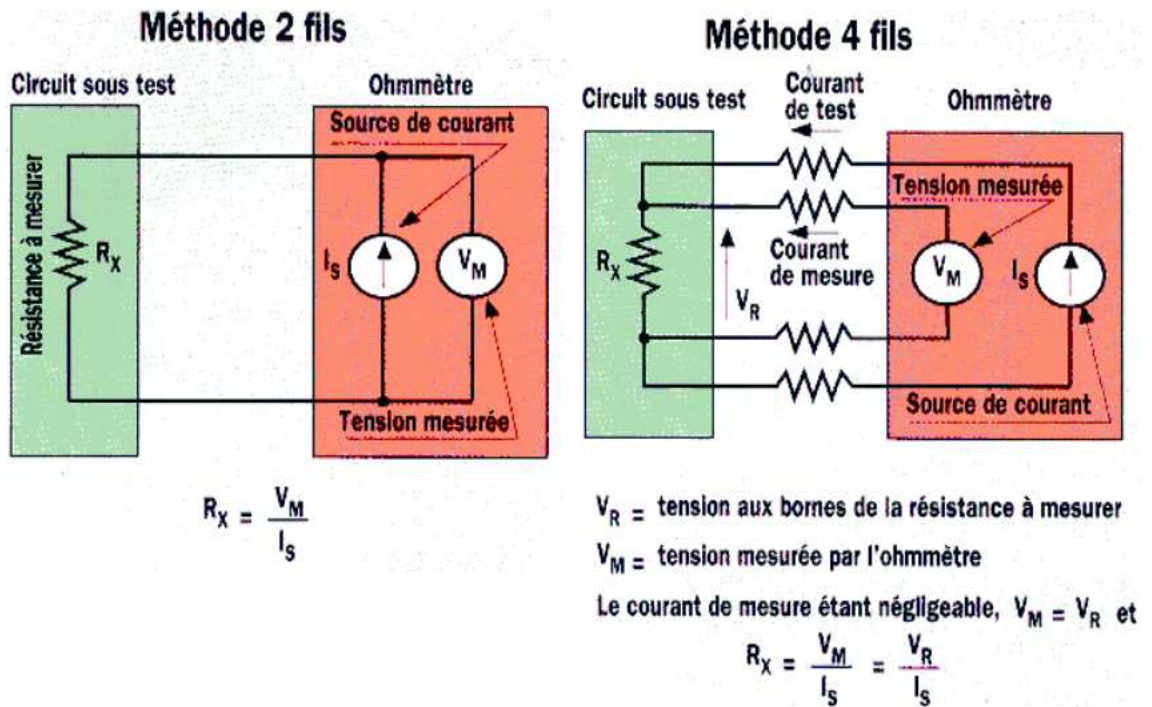 Méthode 2 fils
Circuit sous test
Ohmmètre
Source de courant
Résistance à mesurer
R_X
I_S
V_M
Tension mesurée
R_X = V_M / I_S
Méthode 4 fils
Courant
de test
Circuit sous test
Ohmmètre
Tension mesurée
Courant
de mesure
R_X
V_R
V_M
I_S
Source de courant
V_R = tension aux bornes de la résistance à mesurer
V_M = tension mesurée par l'ohmmètre
Le courant de mesure étant négligeable, V_M = V_R et
R_X = V_M / I_S = V_R / I_S